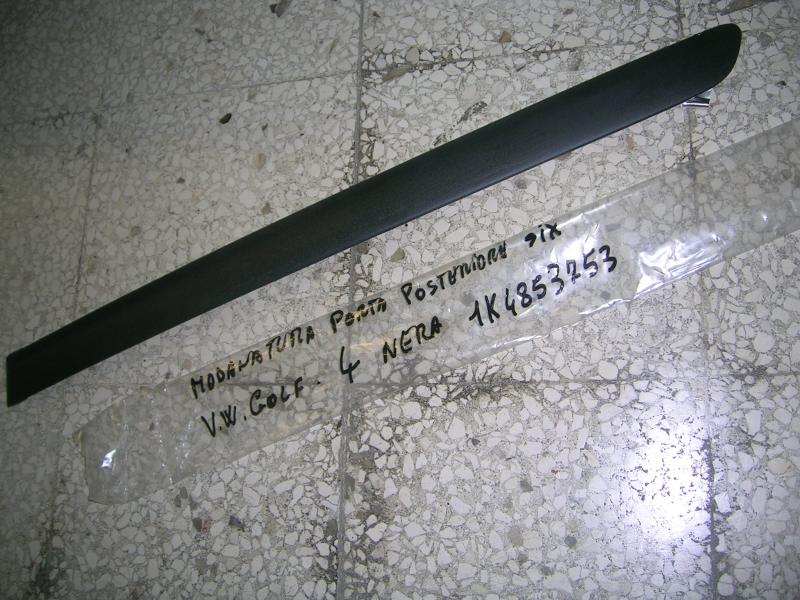 MODANATURA PORTA POSTERIORE SIX
V.W. GOLF. 4 NERA 1K4853753